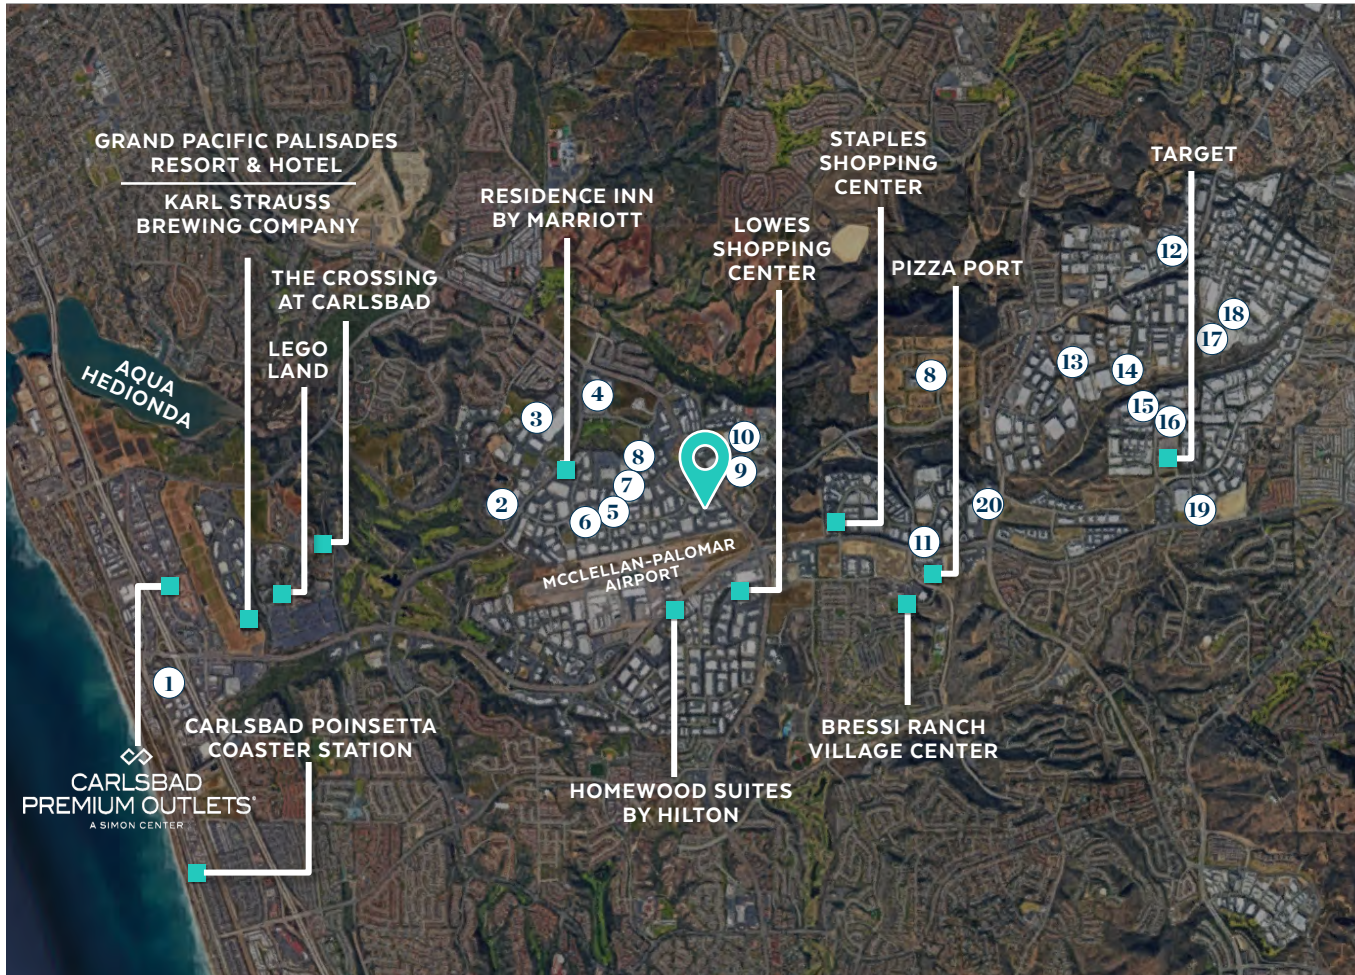 GRAND PACIFIC PALISADES
RESORT & HOTEL
KARL STRAUSS
BREWING COMPANY
THE CROSSING
AT CARLSBAD
LEGO
LAND
AQUA
HEDIONDA
RESIDENCE INN
BY MARRIOTT
STAPLES
SHOPPING
CENTER
LOWES
SHOPPING
CENTER
PIZZA PORT
TARGET
12
18
17
13
14
8
15
16
4
3
10
8
9
7
2
5
6
20
19
11
MCCLELLAN-PALOMAR
AIRPORT
1
CARLSBAD POINSETTA
COASTER STATION
CARLSBAD
PREMIUM OUTLETS®
A SIMON CENTER
HOMEWOOD SUITES
BY HILTON
BRESSI RANCH
VILLAGE CENTER